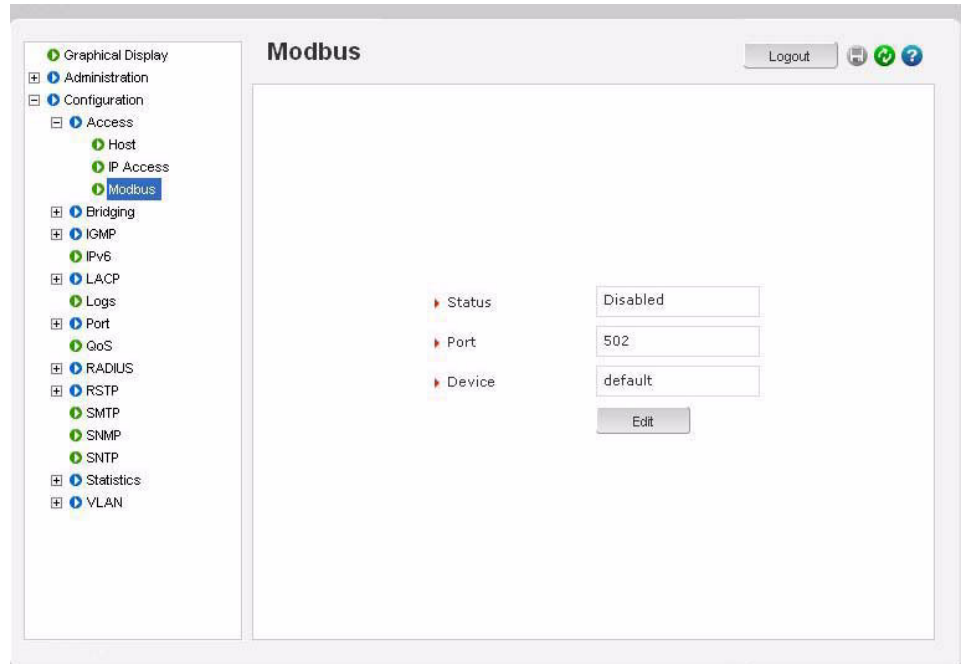 Graphical Display
Administration
Configuration
Access
Host
IP Access
Modbus
Bridging
IGMP
IPv6
LACP
Logs
Port
QoS
RADIUS
RSTP
SMTP
SNMP
SNTP
Statistics
VLAN
Modbus
Logout
Status Disabled
Port 502
Device default
Edit